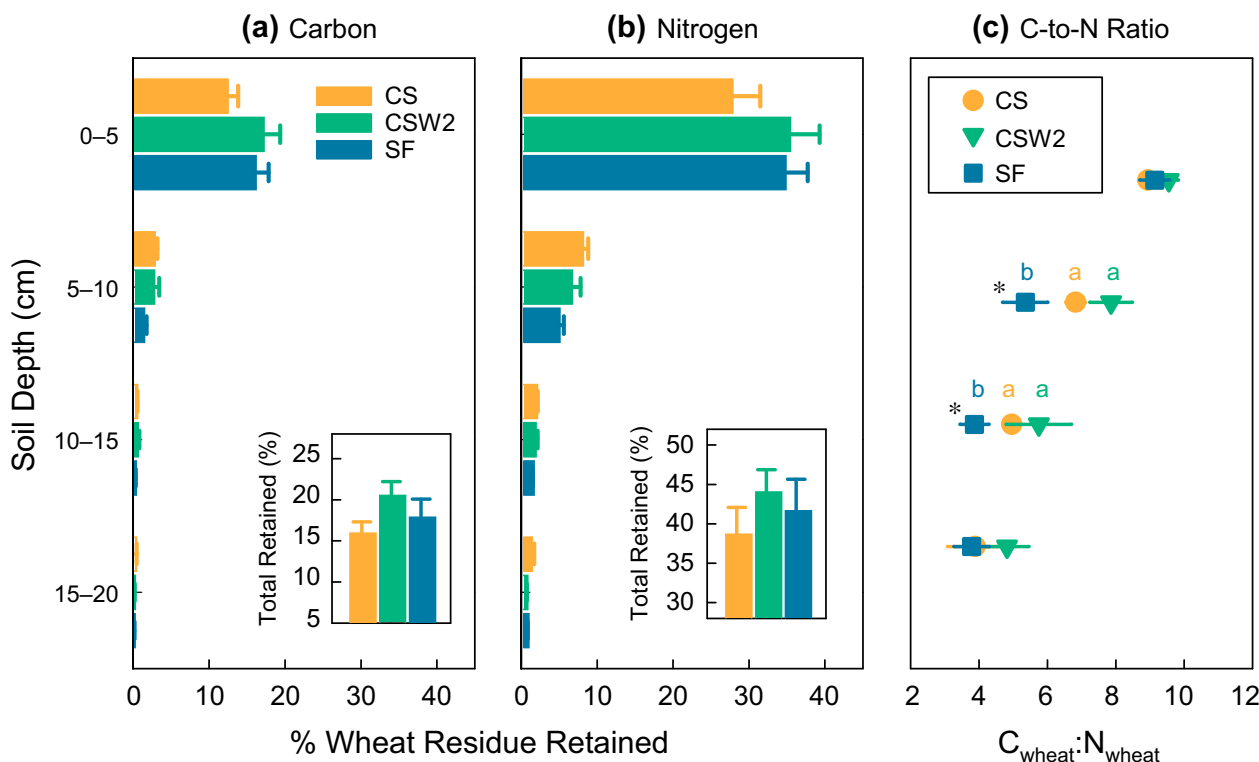 (a) Carbon
(b) Nitrogen
(c) C-to-N Ratio
CS
CSW2
SF
CS
CSW2
SF
Soil Depth (cm)
0–5
5–10
10–15
15–20
b a a
*
b a a
*
Total Retained (%)
25
20
15
10
5
Total Retained (%)
50
45
40
35
30
0 10 20 30 40
0 10 20 30 40
2 4 6 8 10 12
% Wheat Residue Retained
C_wheat:N_wheat